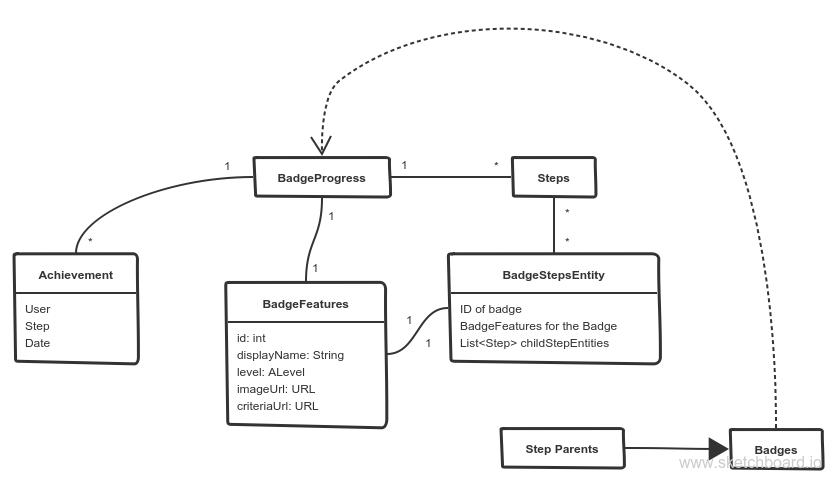 1
BadgeProgress
1
*
Steps
*
Achievement
User
Step
Date
1
1
BadgeFeatures
id: int
displayName: String
level: ALevel
imageUrl: URL
criteriaUrl: URL
*
*
BadgeStepsEntity
ID of badge
BadgeFeatures for the Badge
List<Step> childStepEntities
1
1
Step Parents
Badges
www.sketchboard.io